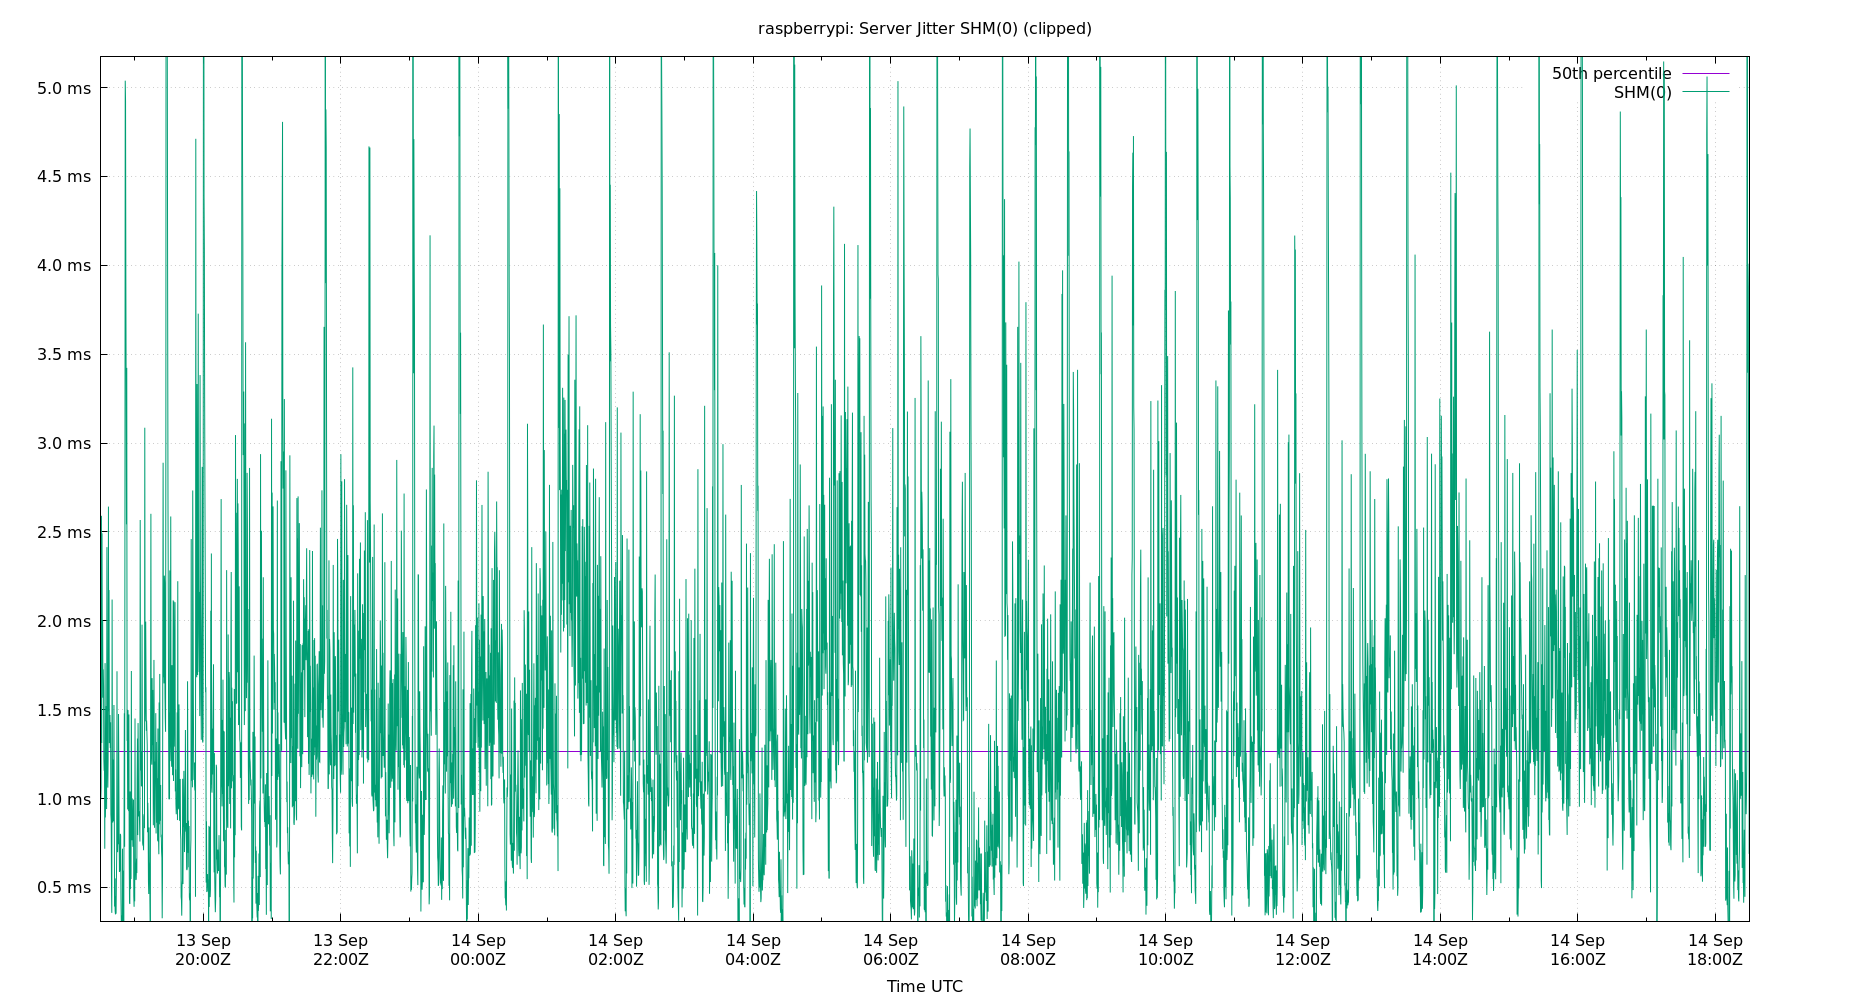 raspberrypi: Server Jitter SHM(0) (clipped)
50th percentile
SHM(0)
5.0 ms
4.5 ms
4.0 ms
3.5 ms
3.0 ms
2.5 ms
2.0 ms
1.5 ms
1.0 ms
0.5 ms
13 Sep 13 Sep 14 Sep 14 Sep 14 Sep 14 Sep 14 Sep 14 Sep 14 Sep 14 Sep 14 Sep 14 Sep
20:00Z 22:00Z 00:00Z 02:00Z 04:00Z 06:00Z 08:00Z 10:00Z 12:00Z 14:00Z 16:00Z 18:00Z
Time UTC